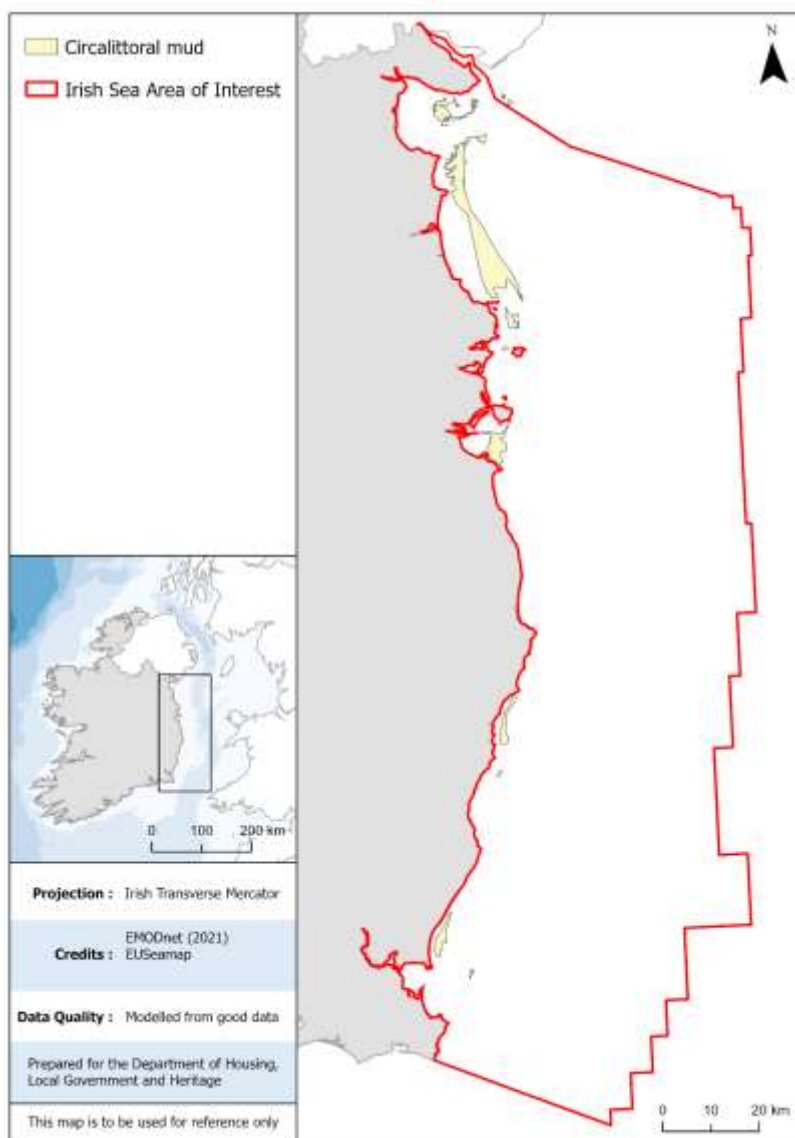 Circalittoral mud
Irish Sea Area of Interest
N
0 100 200 km
Projection : Irish Transverse Mercator
Credits : EMODnet (2021)
EUSeamap
Data Quality : Modelled from good data
Prepared for the Department of Housing,
Local Government and Heritage
This map is to be used for reference only
0 10 20 km